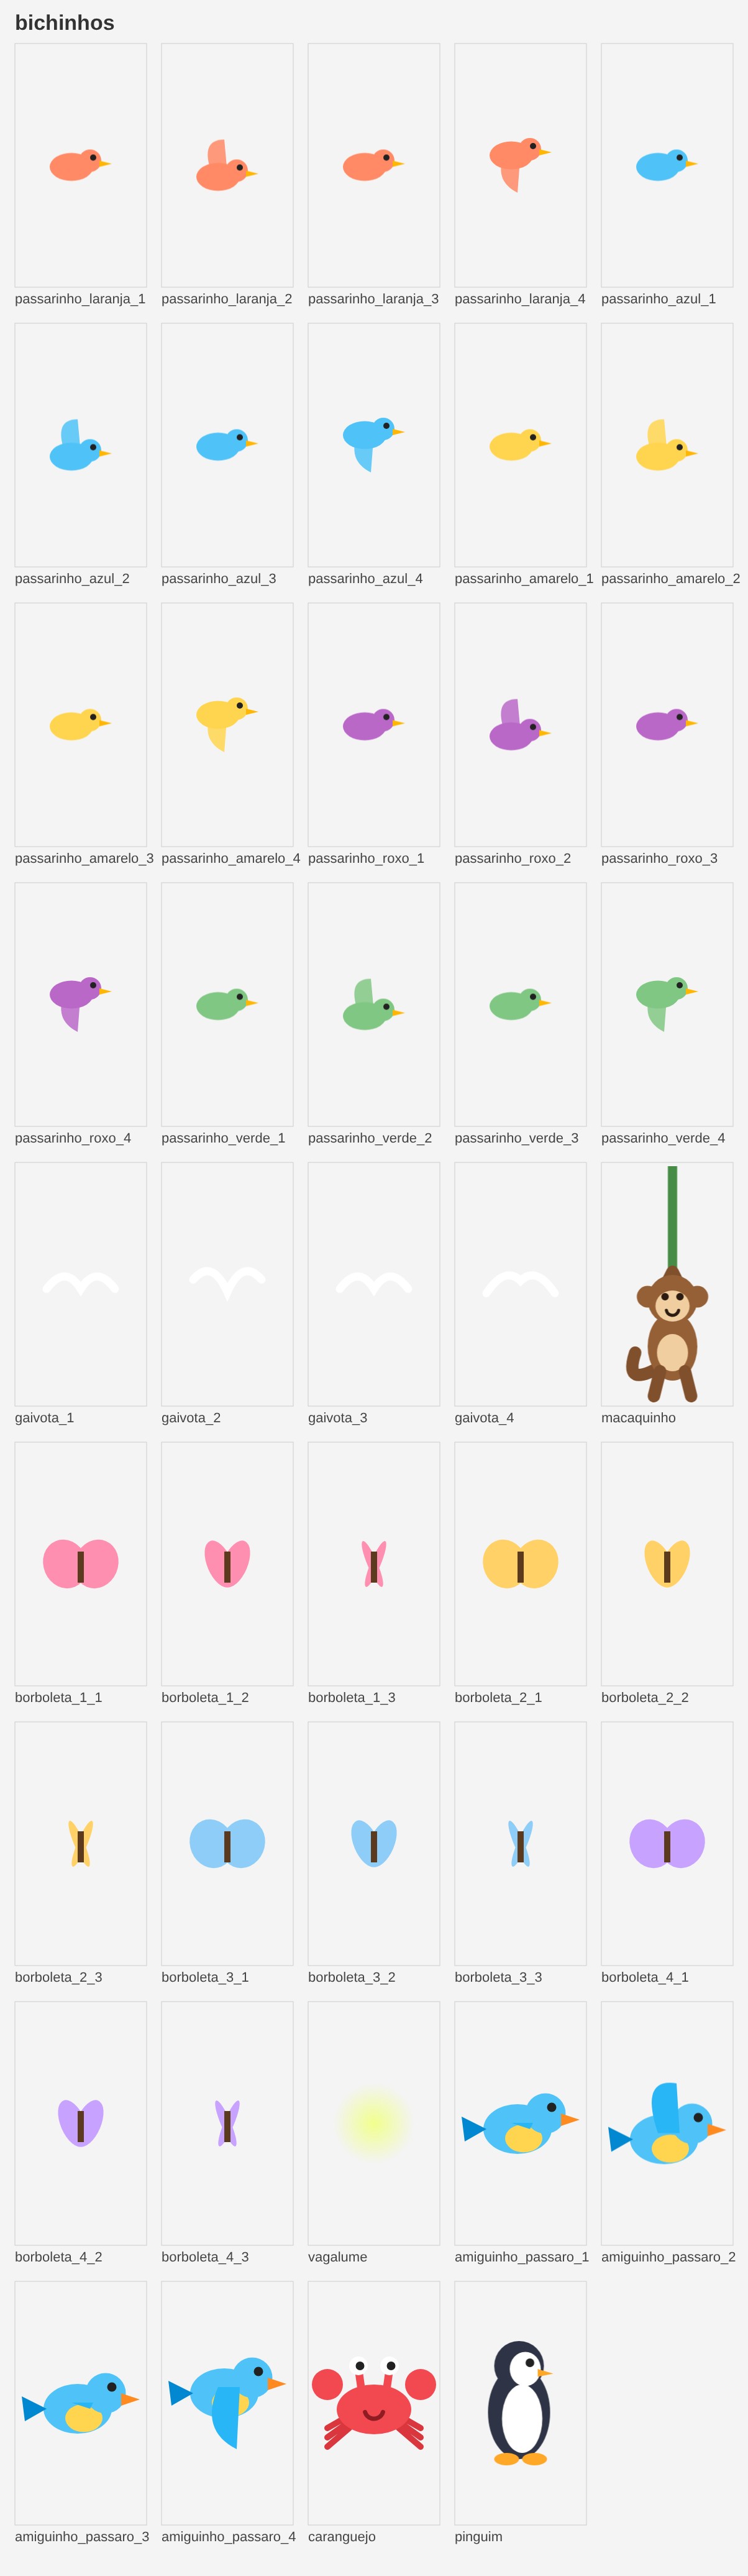 bichinhos
passarinho_laranja_1 passarinho_laranja_2 passarinho_laranja_3 passarinho_laranja_4 passarinho_azul_1
passarinho_azul_2 passarinho_azul_3 passarinho_azul_4 passarinho_amarelo_1 passarinho_amarelo_2
passarinho_amarelo_3 passarinho_amarelo_4 passarinho_roxo_1 passarinho_roxo_2 passarinho_roxo_3
passarinho_roxo_4 passarinho_verde_1 passarinho_verde_2 passarinho_verde_3 passarinho_verde_4
gaivota_1 gaivota_2 gaivota_3 gaivota_4 macaquinho
borboleta_1_1 borboleta_1_2 borboleta_1_3 borboleta_2_1 borboleta_2_2
borboleta_2_3 borboleta_3_1 borboleta_3_2 borboleta_3_3 borboleta_4_1
borboleta_4_2 borboleta_4_3 vagalume amiguinho_passaro_1 amiguinho_passaro_2
amiguinho_passaro_3 amiguinho_passaro_4 caranguejo pinguim